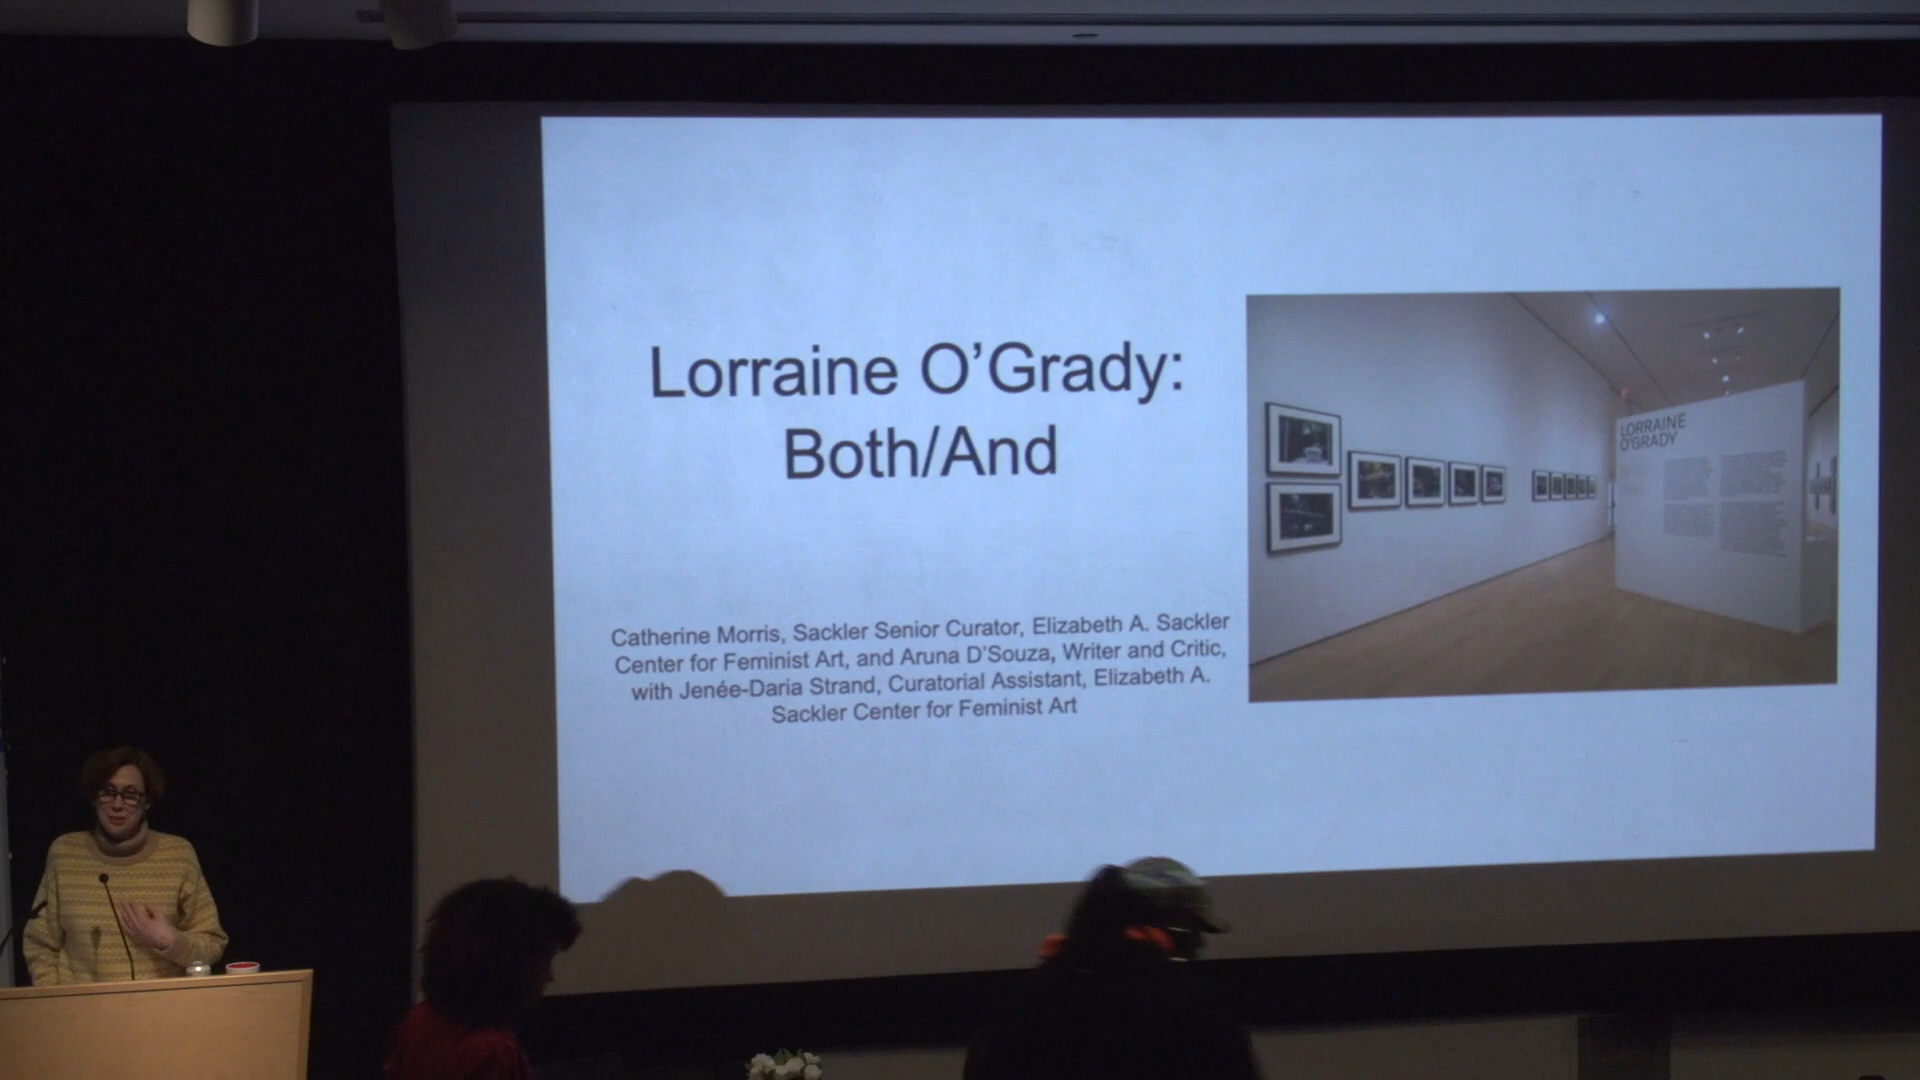 Lorraine O’Grady:
Both/And
Catherine Morris, Sackler Senior Curator, Elizabeth A. Sackler
Center for Feminist Art, and Aruna D’Souza, Writer and Critic,
with Jenée-Daria Strand, Curatorial Assistant, Elizabeth A.
Sackler Center for Feminist Art
LORRAINE
O’GRADY